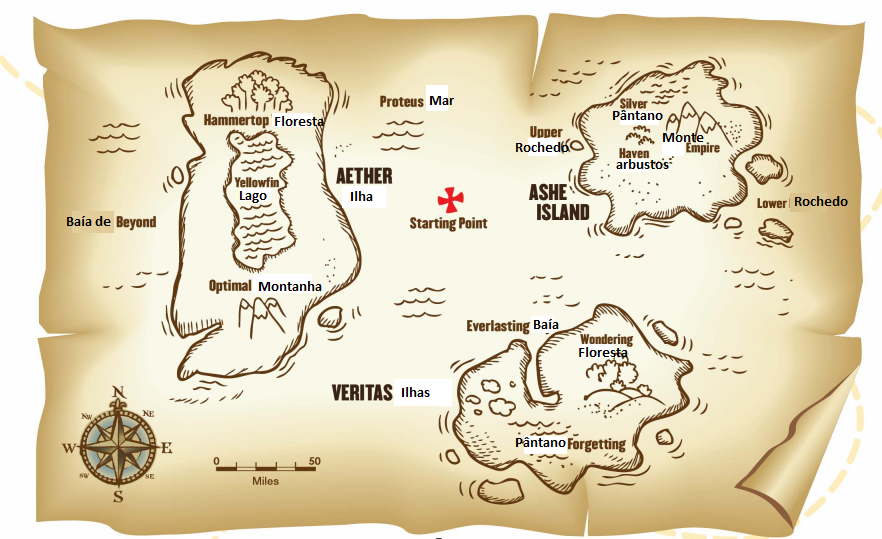 Proteus Mar
Hammertop Floresta
Yellowfin
Lago
AETHER
Ilha
Baía de Beyond
Optimal Montanha
Starting Point
Silver
Pântano
Monte
Empire
Haven
arbustos
Upper
Rochedo
ASHE
ISLAND
Lower Rochedo
Everlasting Baía
Wondering
Floresta
VERITAS Ilhas
Pântano Forgetting
N
NW NE
W E
SW SE
S
0 50
Miles